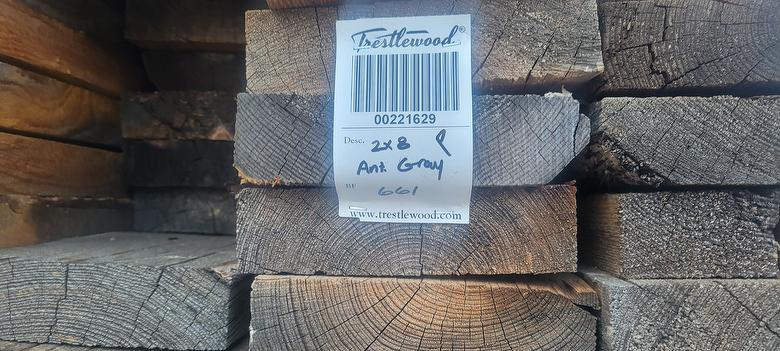 Trestlewood®
00221629
Desc. 2x8
Ant. Gray
BF 661
www.trestlewood.com